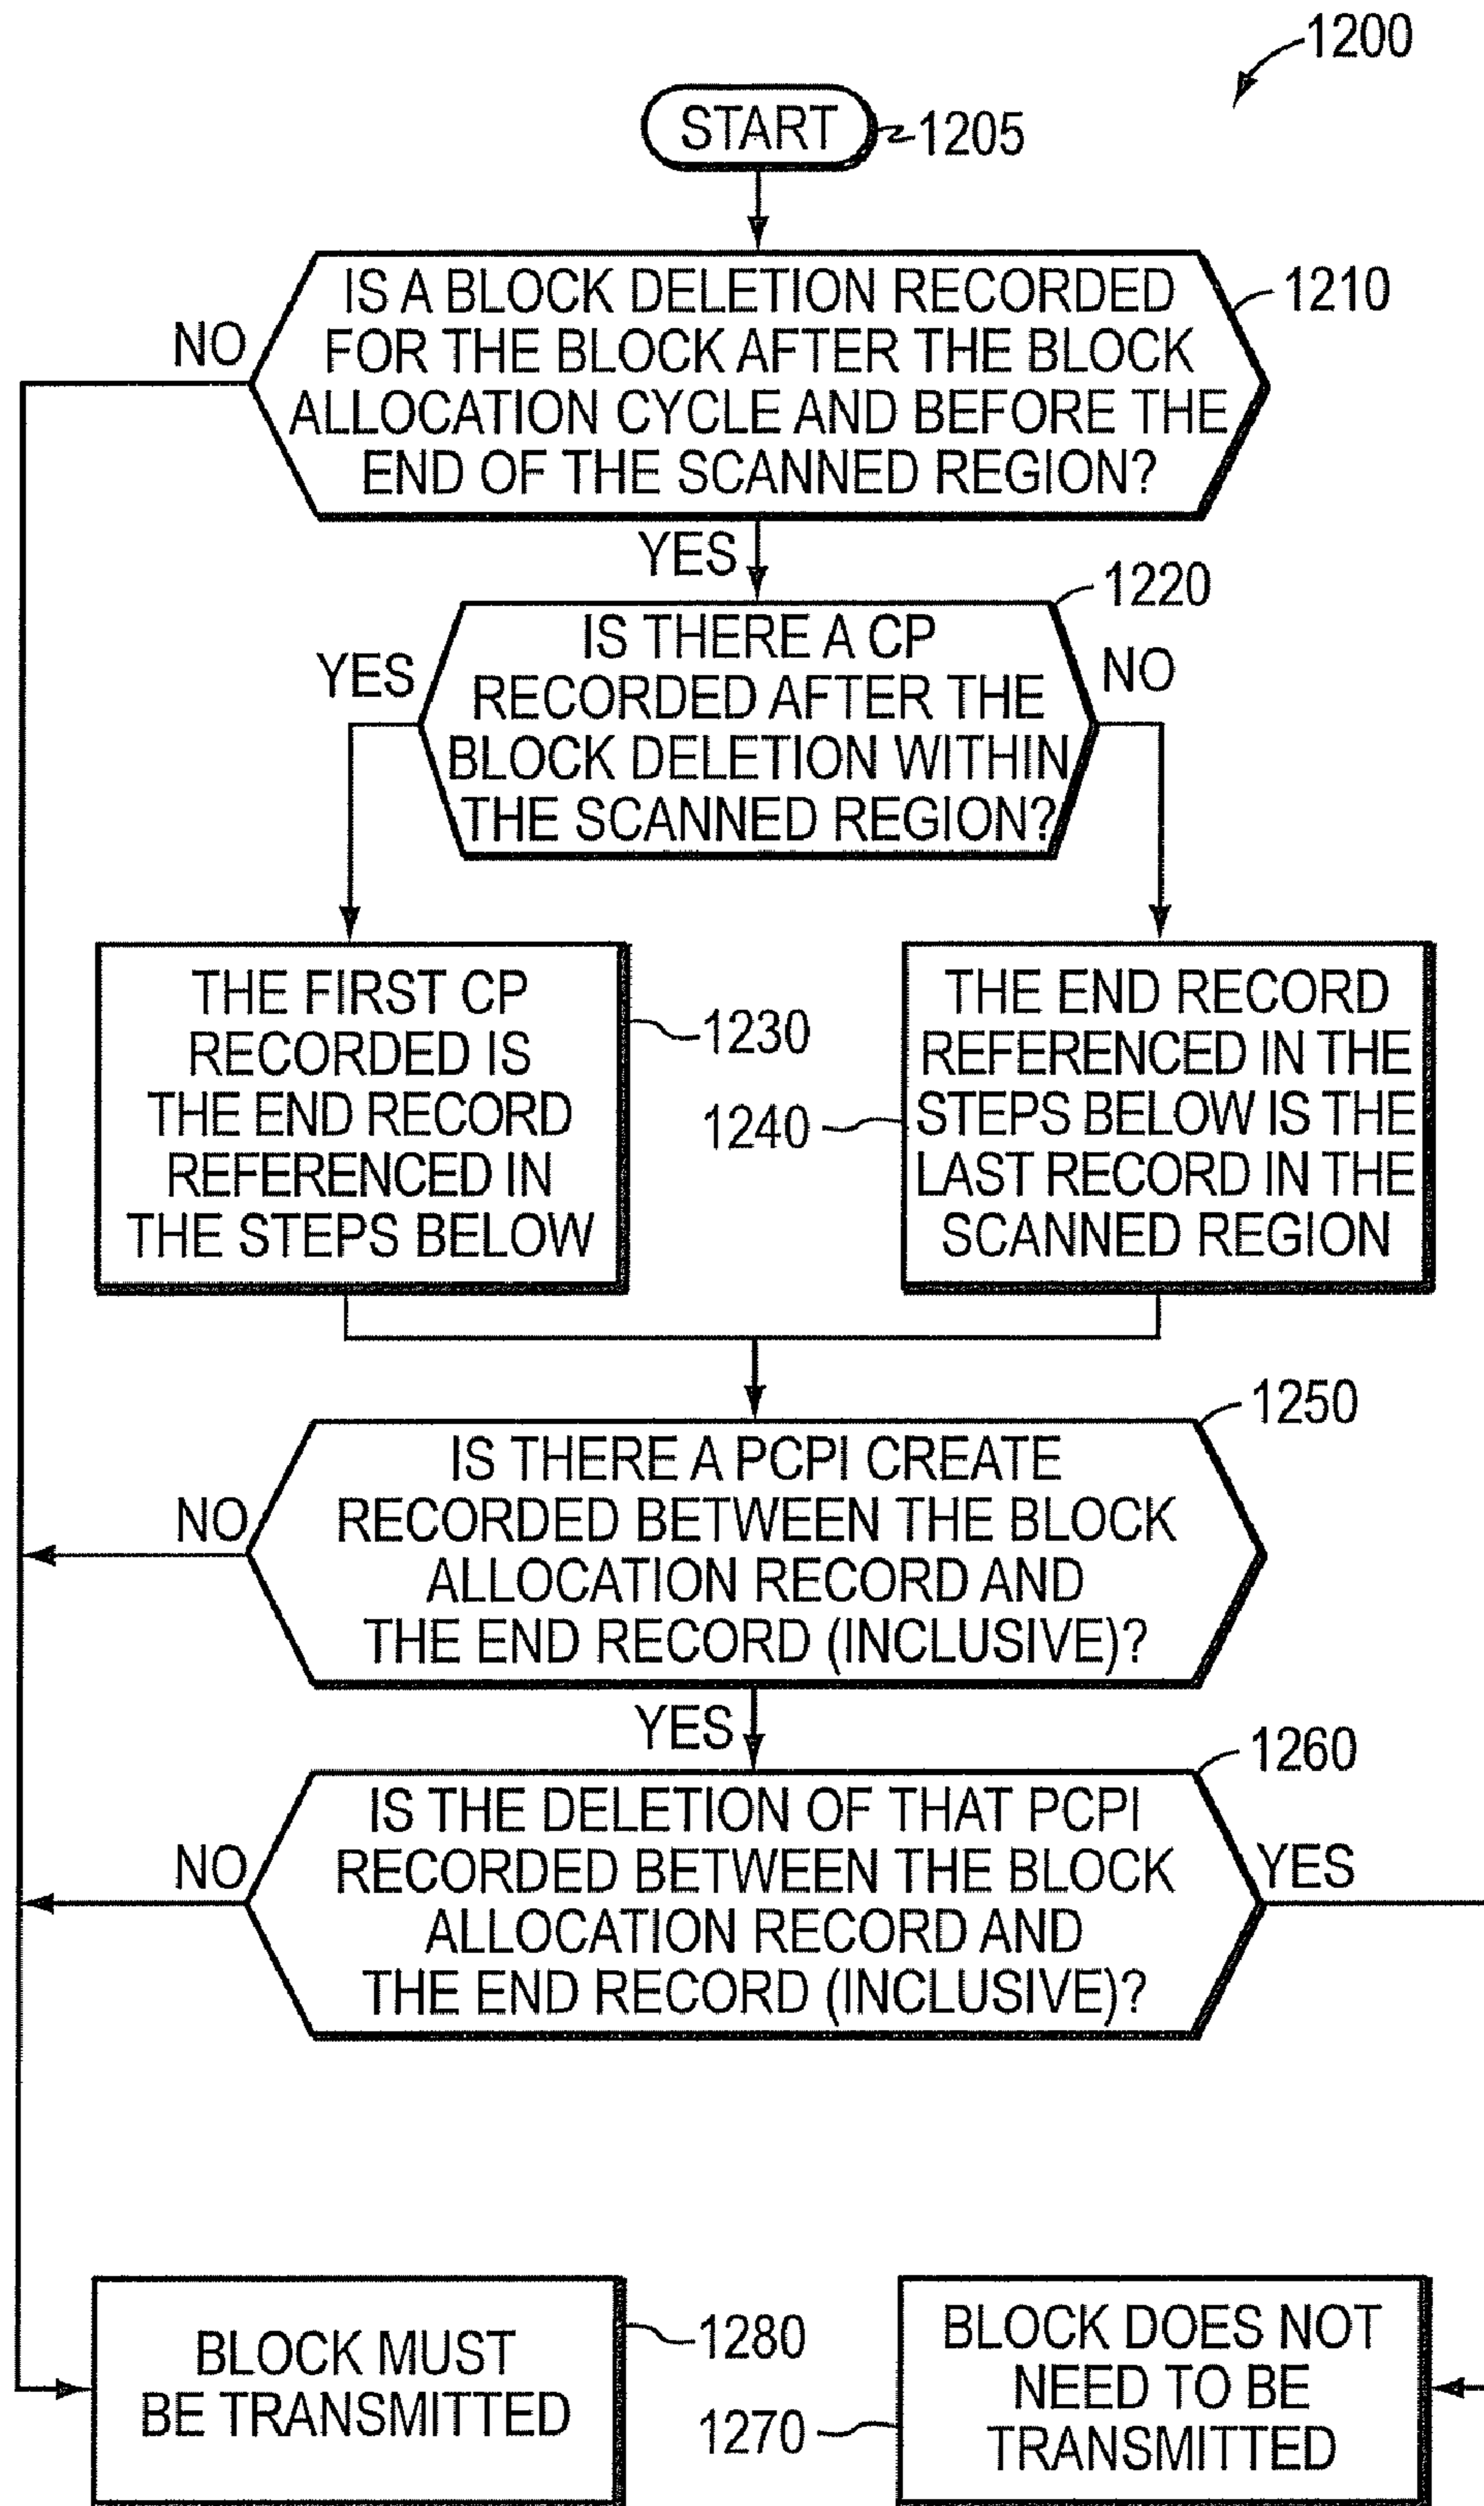 1200
START
1205
IS A BLOCK DELETION RECORDED
FOR THE BLOCK AFTER THE BLOCK
ALLOCATION CYCLE AND BEFORE THE
END OF THE SCANNED REGION?
1210
NO
YES
1220
IS THERE A CP
RECORDED AFTER THE
BLOCK DELETION WITHIN
THE SCANNED REGION?
YES
NO
THE FIRST CP
RECORDED IS
THE END RECORD
REFERENCED IN
THE STEPS BELOW
1230
THE END RECORD
REFERENCED IN THE
STEPS BELOW IS THE
LAST RECORD IN THE
SCANNED REGION
1240
1250
IS THERE A PCPI CREATE
RECORDED BETWEEN THE BLOCK
ALLOCATION RECORD AND
THE END RECORD (INCLUSIVE)?
NO
YES
1260
IS THE DELETION OF THAT PCPI
RECORDED BETWEEN THE BLOCK
ALLOCATION RECORD AND
THE END RECORD (INCLUSIVE)?
NO
YES
BLOCK MUST
BE TRANSMITTED
1280
BLOCK DOES NOT
NEED TO BE
TRANSMITTED
1270